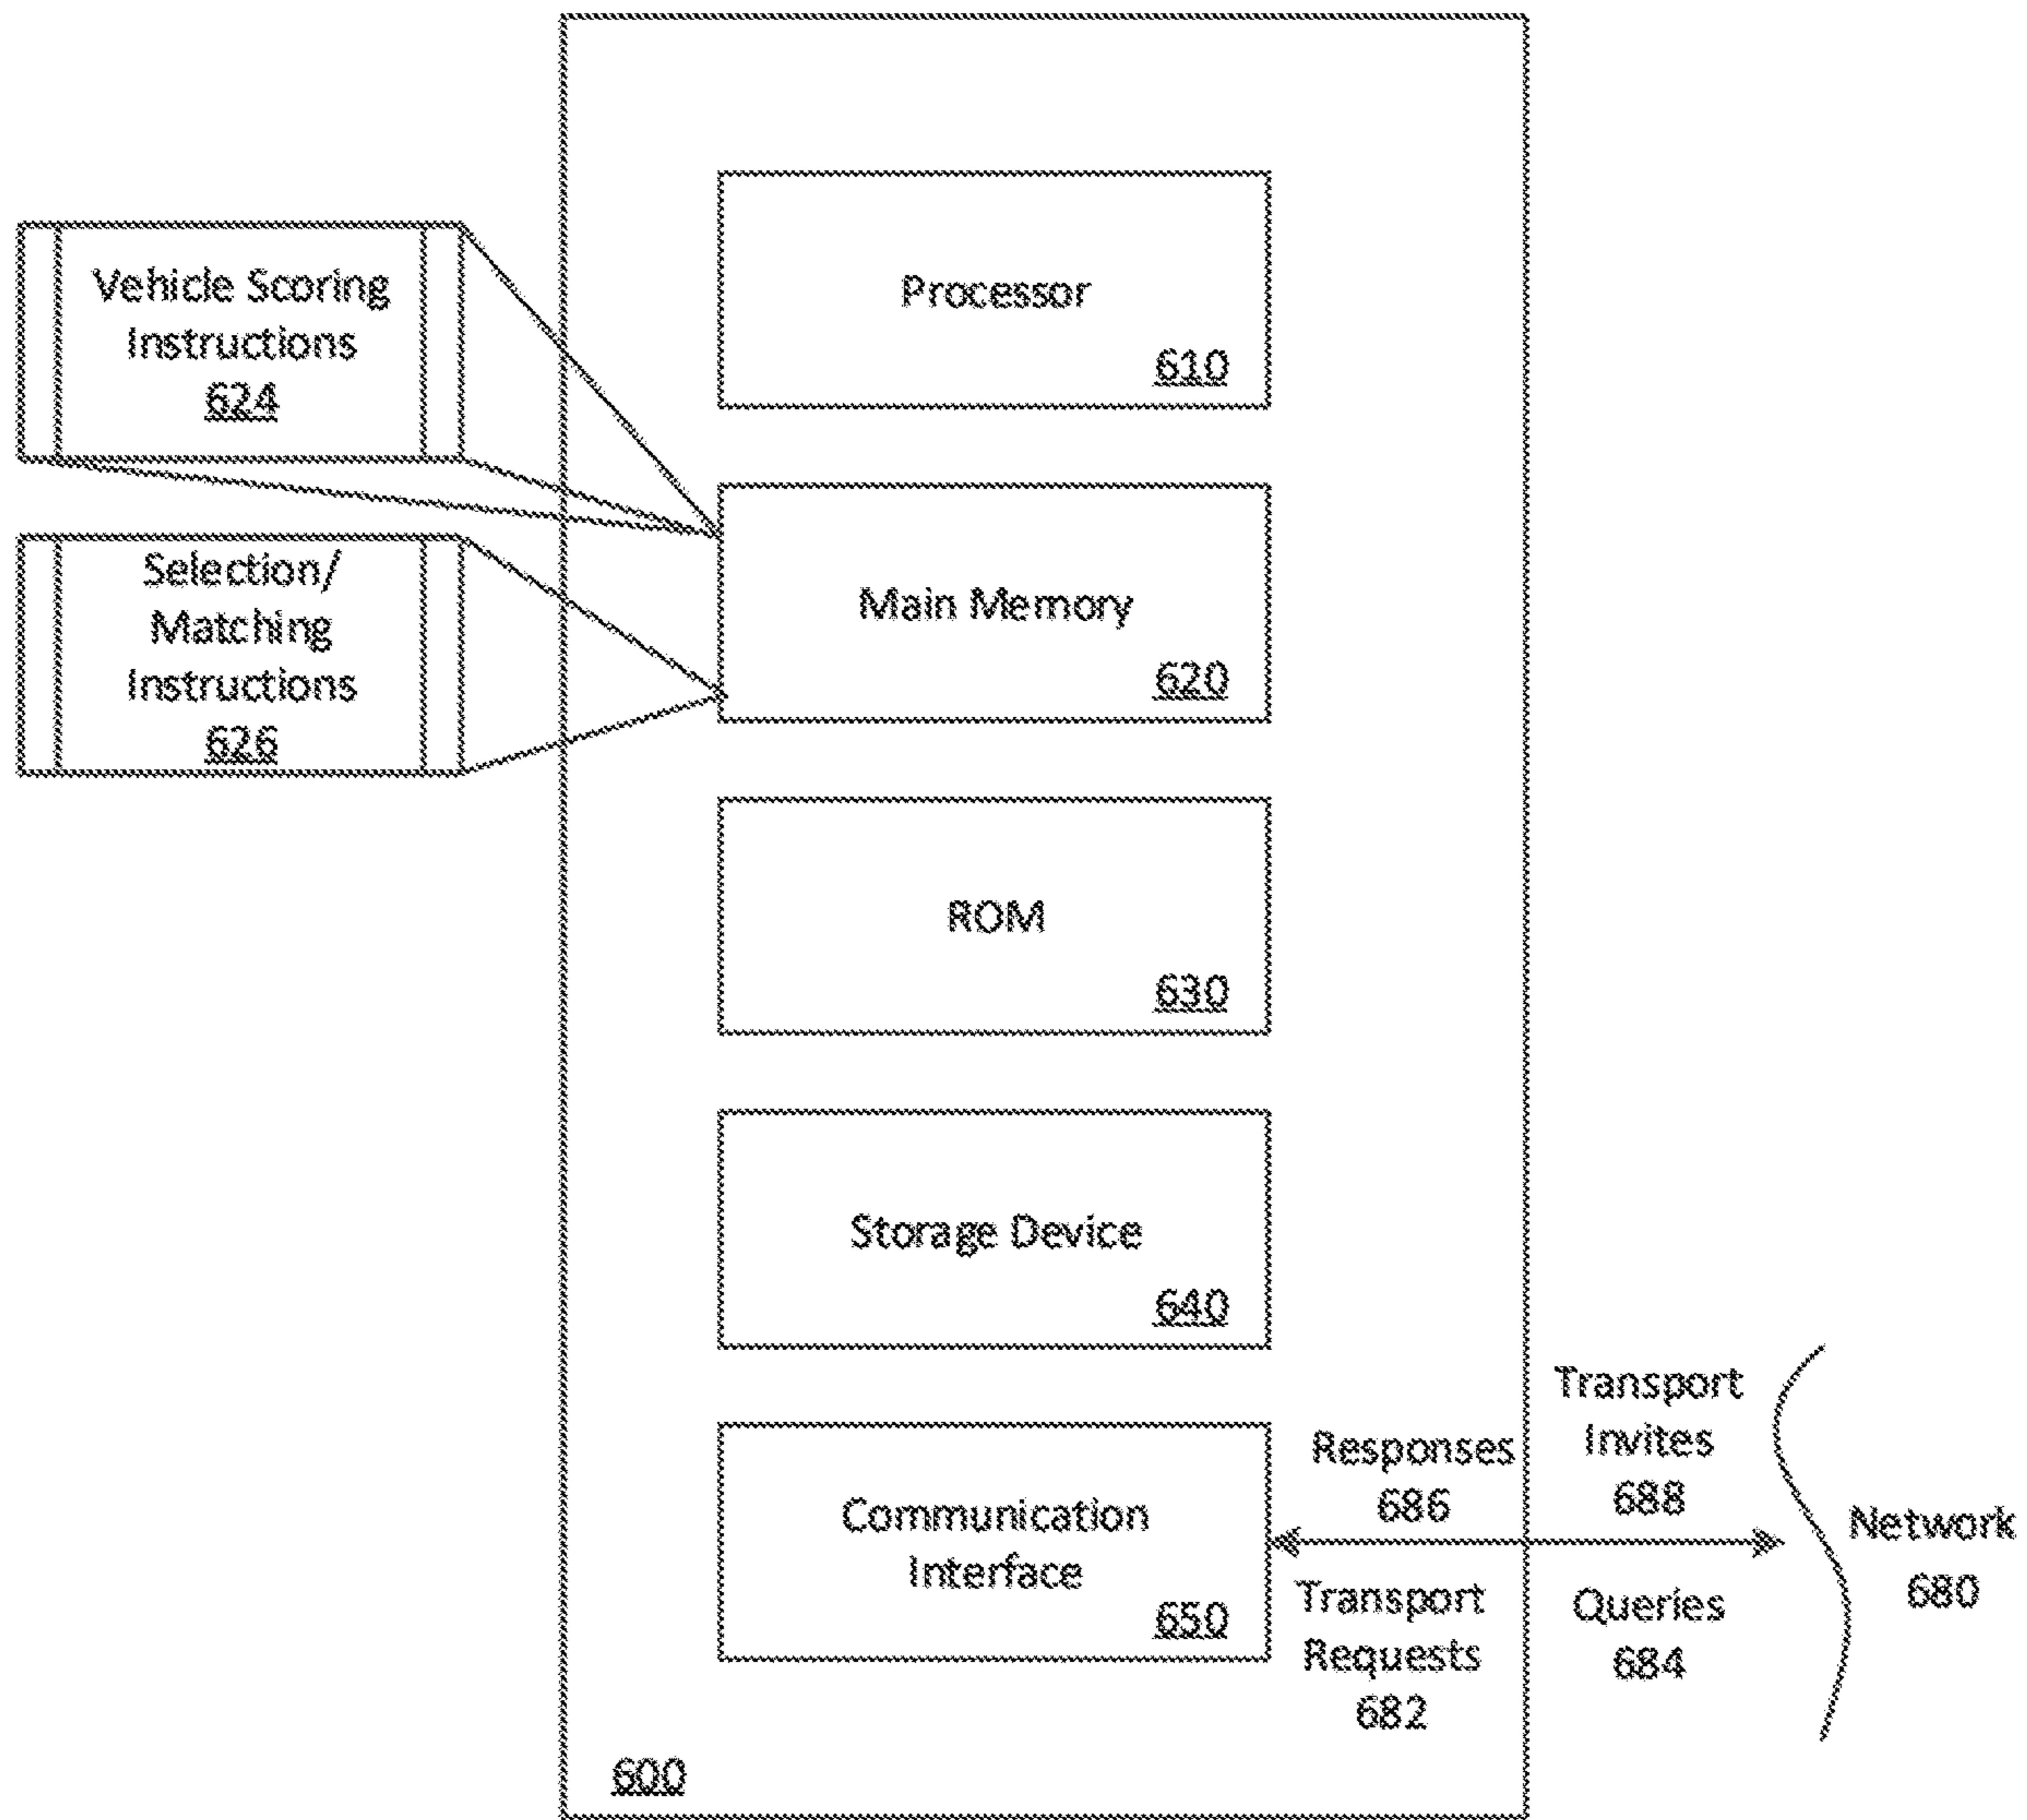 Processor
610
Vehicle Scoring
Instructions
624
Main Memory
620
Selection/
Matching
Instructions
626
ROM
630
Storage Device
640
Communication
Interface
650
Responses
686
Transport
Invites
688
Transport
Requests
682
Queries
684
Network
680
600